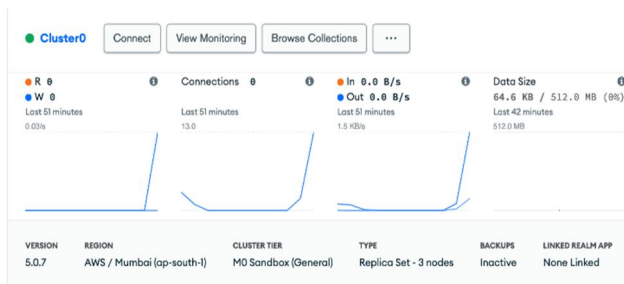 Cluster0 Connect View Monitoring Browse Collections ...
R 0 Connections 0 In 0.0 B/s Data Size
W 0 Out 0.0 B/s 64.6 KB / 512.0 MB (0%)
Last 51 minutes Last 51 minutes Last 51 minutes Last 42 minutes
0.03/s 13.0 1.5 KB/s 512.0 MB
VERSION REGION CLUSTER TIER TYPE BACKUPS LINKED REALM APP
5.0.7 AWS / Mumbai (ap-south-1) M0 Sandbox (General) Replica Set - 3 nodes Inactive None Linked